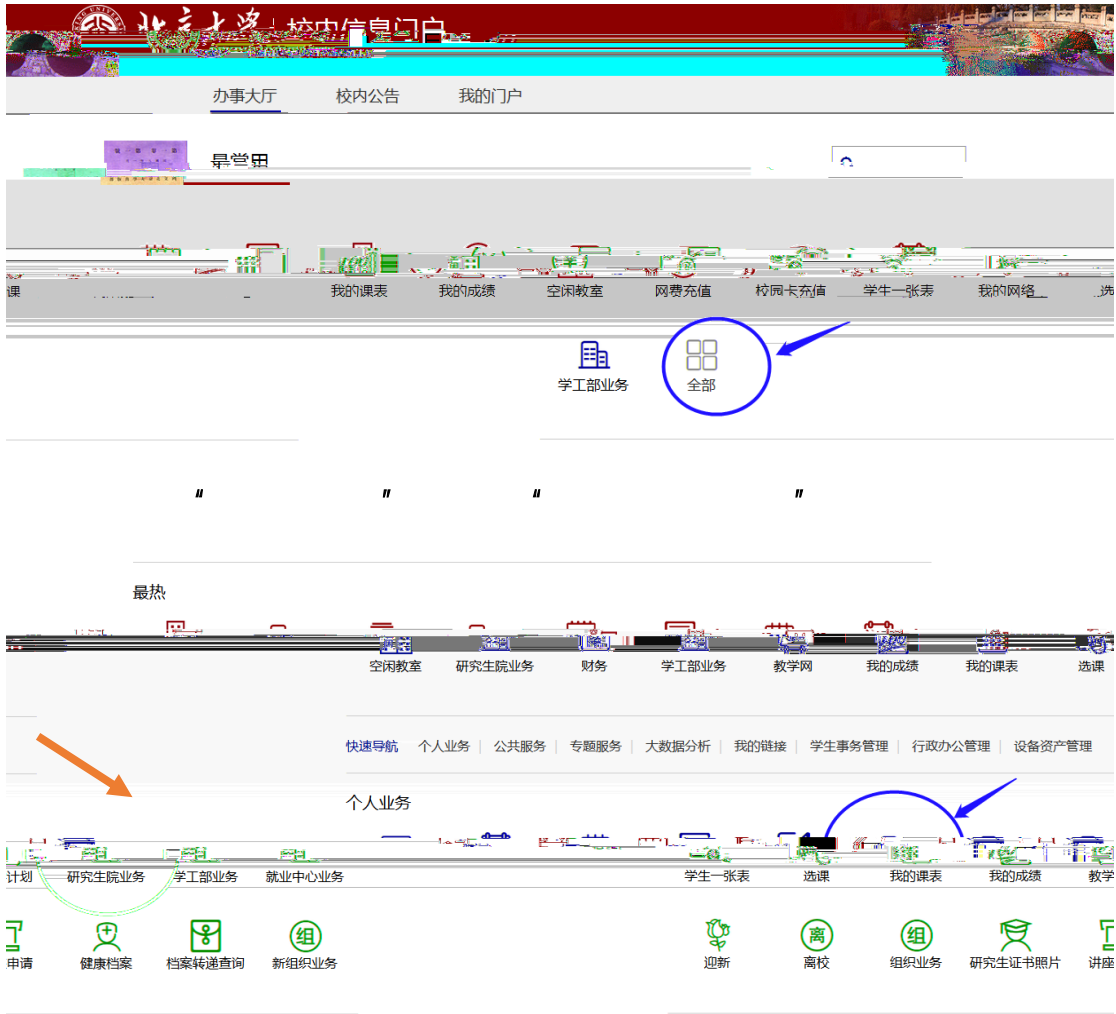 北京大学 校内信息门户
办事大厅 校内公告 我的门户
最常用
课 我的课表 我的成绩 空闲教室 网费充值 校园卡充值 学生一张表 我的网络 选
学工部业务 全部
“ ” “ ”
最热
空闲教室 研究生院业务 财务 学工部业务 教学网 我的成绩 我的课表 选课
快速导航 个人业务 | 公共服务 | 专题服务 | 大数据分析 | 我的链接 | 学生事务管理 | 行政办公管理 | 设备资产管理
个人业务
计划 研究生院业务 学工部业务 就业中心业务 学生一张表 选课 我的课表 我的成绩 教学
组 离 组
申请 健康档案 档案转递查询 新组织业务 迎新 离校 组织业务 研究生证书照片 讲座